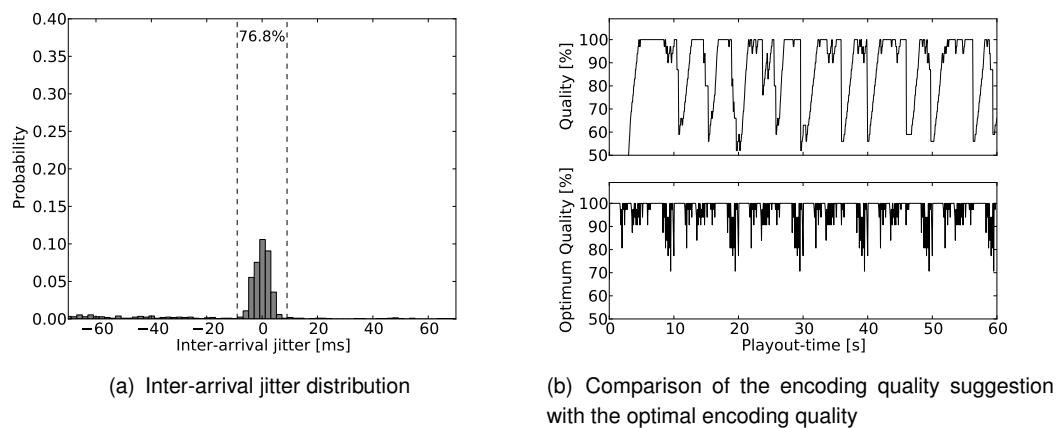 0.40
76.8%
0.35
0.30
0.25
0.20
0.15
0.10
0.05
0.00
Probability
−60 −40 −20 0 20 40 60
Inter-arrival jitter [ms]
(a) Inter-arrival jitter distribution
100
90
80
70
60
50
Quality [%]
100
90
80
70
60
50
Optimum Quality [%]
0 10 20 30 40 50 60
Playout-time [s]
(b) Comparison of the encoding quality suggestion
with the optimal encoding quality